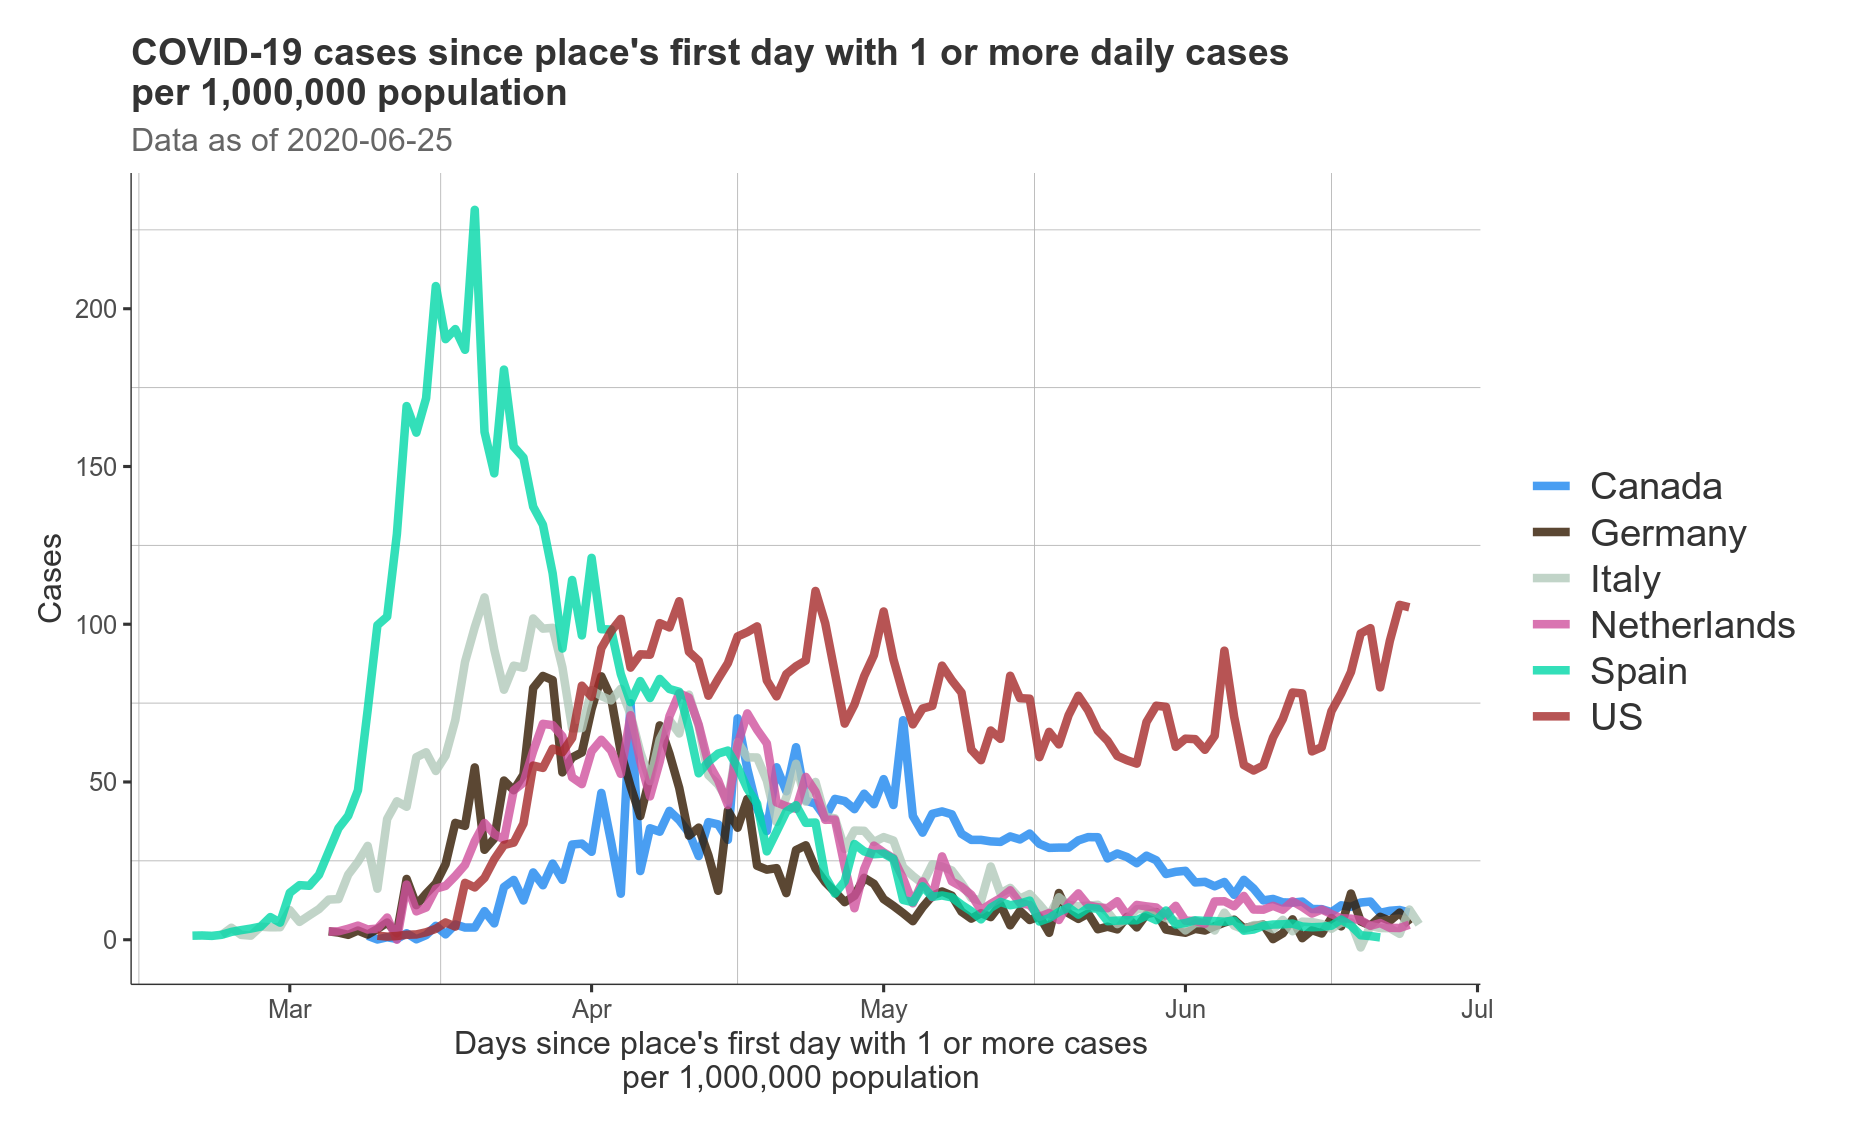 COVID-19 cases since place's first day with 1 or more daily cases
per 1,000,000 population
Data as of 2020-06-25
Cases
200
150
100
50
0
Mar
Apr
May
Jun
Jul
Days since place's first day with 1 or more cases
per 1,000,000 population
Canada
Germany
Italy
Netherlands
Spain
US